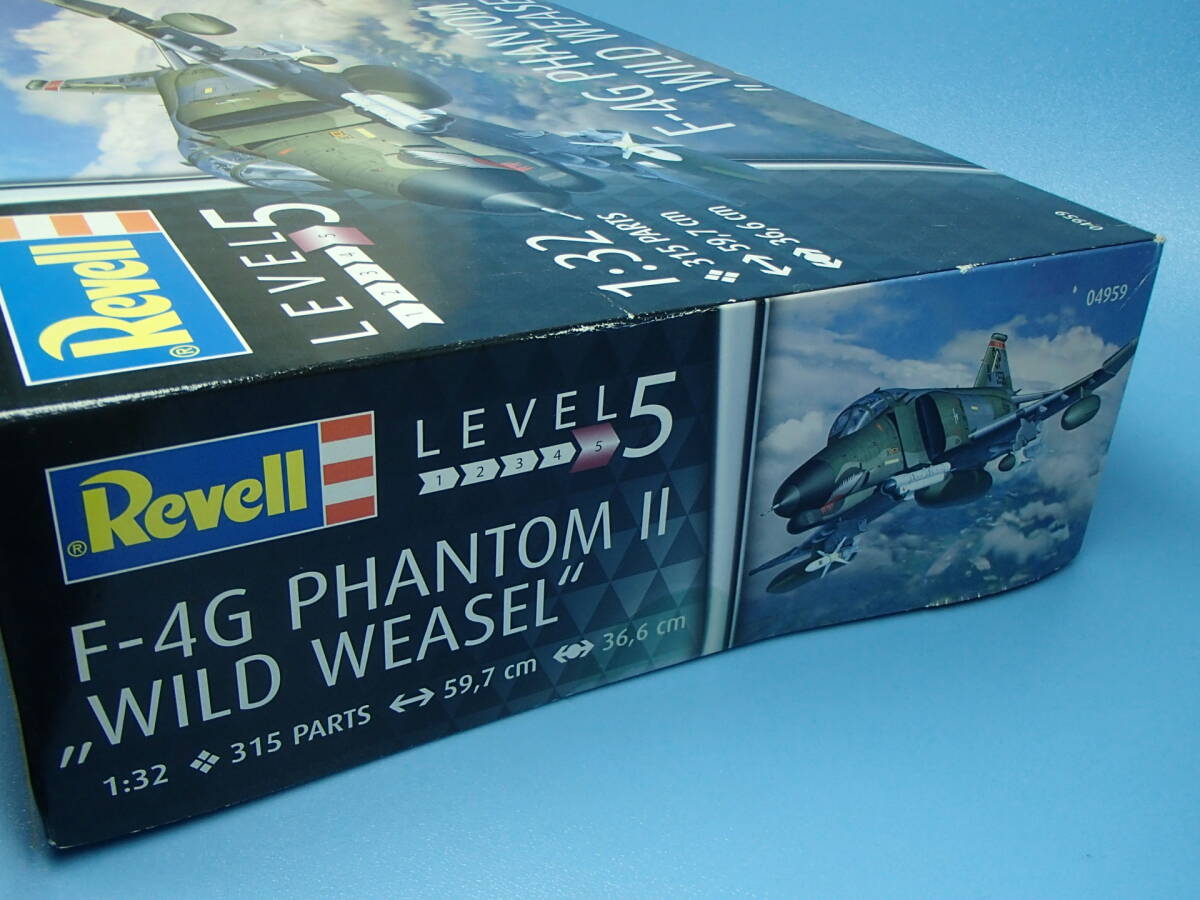 F-4G PHANTOM
„WILD WEASE
Revell
®
LEVEL 5
1 2 3 4 5
1:32
315 PARTS
59,7 cm
36,6 cm
04959
04959
Revell
®
LEVEL 5
1 2 3 4 5
F-4G PHANTOM II
„WILD WEASEL“
1:32 315 PARTS 59,7 cm 36,6 cm